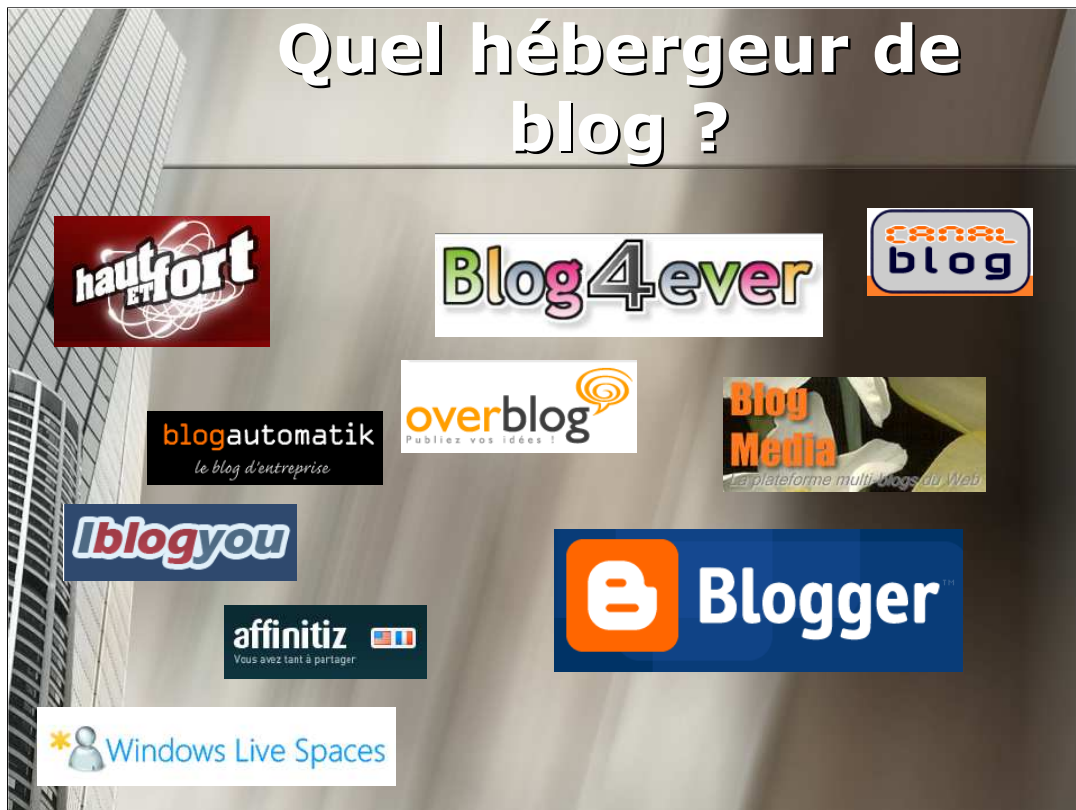 Quel hébergeur de
blog ?
haut
ET fort
Blog4ever
CANAL
blog
overblog
Publiez vos idées !
Blog
Media
La plateforme multi-blogs du Web
blogautomatik
le blog d'entreprise
Iblogyou
Blogger™
affinitiz
Vous avez tant à partager
Windows Live Spaces